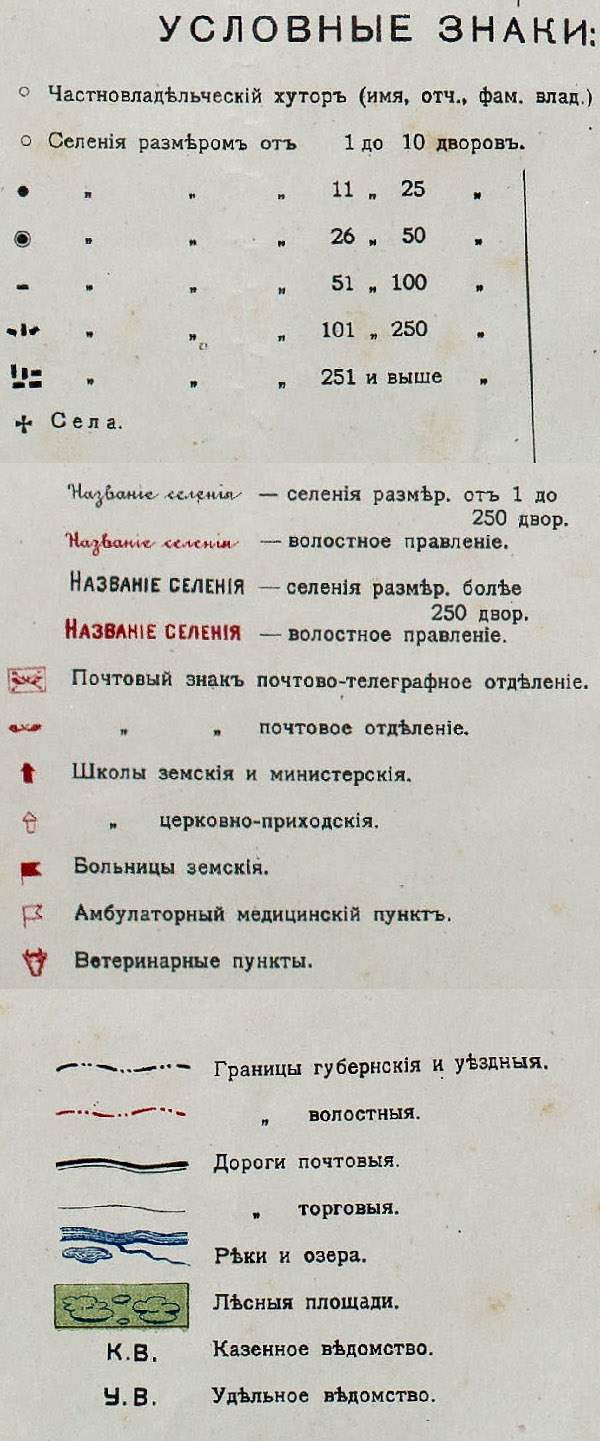 УСЛОВНЫЕ ЗНАКИ:
Частновладѣльческій хуторъ (имя, отч., фам. влад.)
Селенія размѣромъ отъ 1 до 10 дворовъ.
„ „ „ 11 „ 25 „
„ „ „ 26 „ 50 „
„ „ „ 51 „ 100 „
„ „ „ 101 „ 250 „
„ „ „ 251 и выше „
Села.
Названіе селенія — селенія размѣр. отъ 1 до
250 двор.
Названіе селенія — волостное правленіе.
НАЗВАНІЕ СЕЛЕНІЯ — селенія размѣр. болѣе
250 двор.
НАЗВАНІЕ СЕЛЕНІЯ — волостное правленіе.
Почтовый знакъ почтово-телеграфное отдѣленіе.
„ „ почтовое отдѣленіе.
Школы земскія и министерскія.
„ церковно-приходскія.
Больницы земскія.
Амбулаторный медицинскій пунктъ.
Ветеринарные пункты.
Границы губернскія и уѣздныя.
„ волостныя.
Дороги почтовыя.
„ торговыя.
Рѣки и озера.
Лѣсныя площади.
К.В. Казенное вѣдомство.
У.В. Удѣльное вѣдомство.